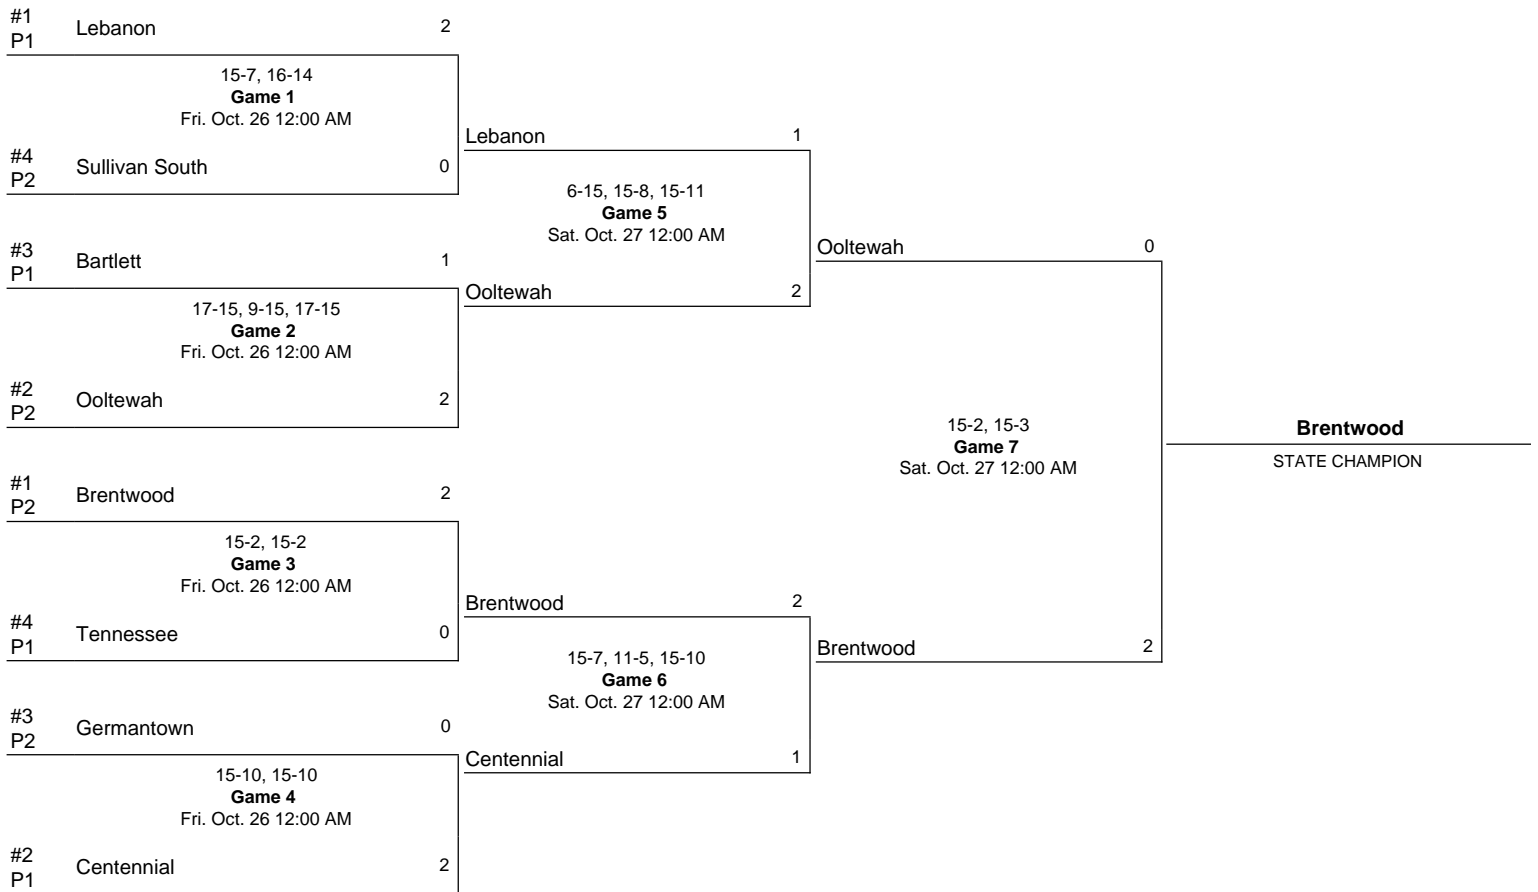 #1
P1
Lebanon 2
15-7, 16-14
Game 1
Fri. Oct. 26 12:00 AM
#4
P2
Sullivan South 0
#3
P1
Bartlett 1
17-15, 9-15, 17-15
Game 2
Fri. Oct. 26 12:00 AM
#2
P2
Ooltewah 2
#1
P2
Brentwood 2
15-2, 15-2
Game 3
Fri. Oct. 26 12:00 AM
#4
P1
Tennessee 0
#3
P2
Germantown 0
15-10, 15-10
Game 4
Fri. Oct. 26 12:00 AM
#2
P1
Centennial 2
Lebanon 1
6-15, 15-8, 15-11
Game 5
Sat. Oct. 27 12:00 AM
Ooltewah 2
Brentwood 2
15-7, 11-5, 15-10
Game 6
Sat. Oct. 27 12:00 AM
Centennial 1
Ooltewah 0
15-2, 15-3
Game 7
Sat. Oct. 27 12:00 AM
Brentwood 2
Brentwood
STATE CHAMPION